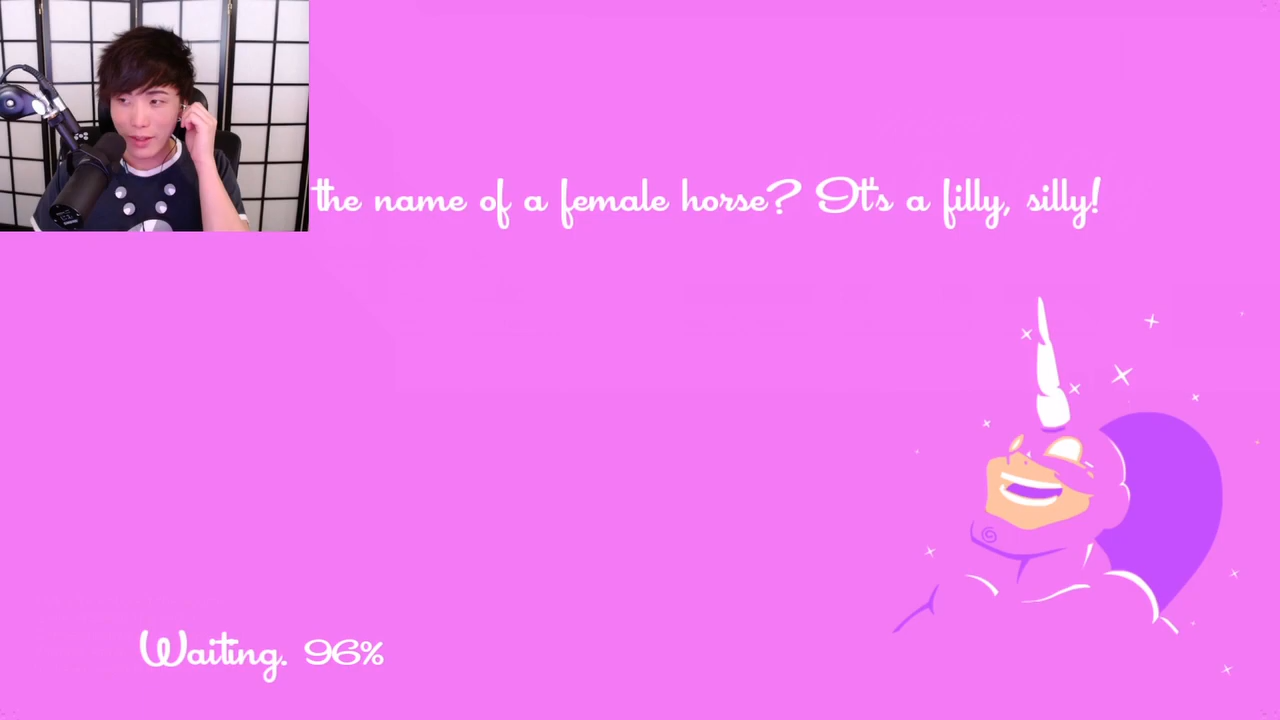 the name of a female horse? It's a filly, silly!
Waiting. 96%